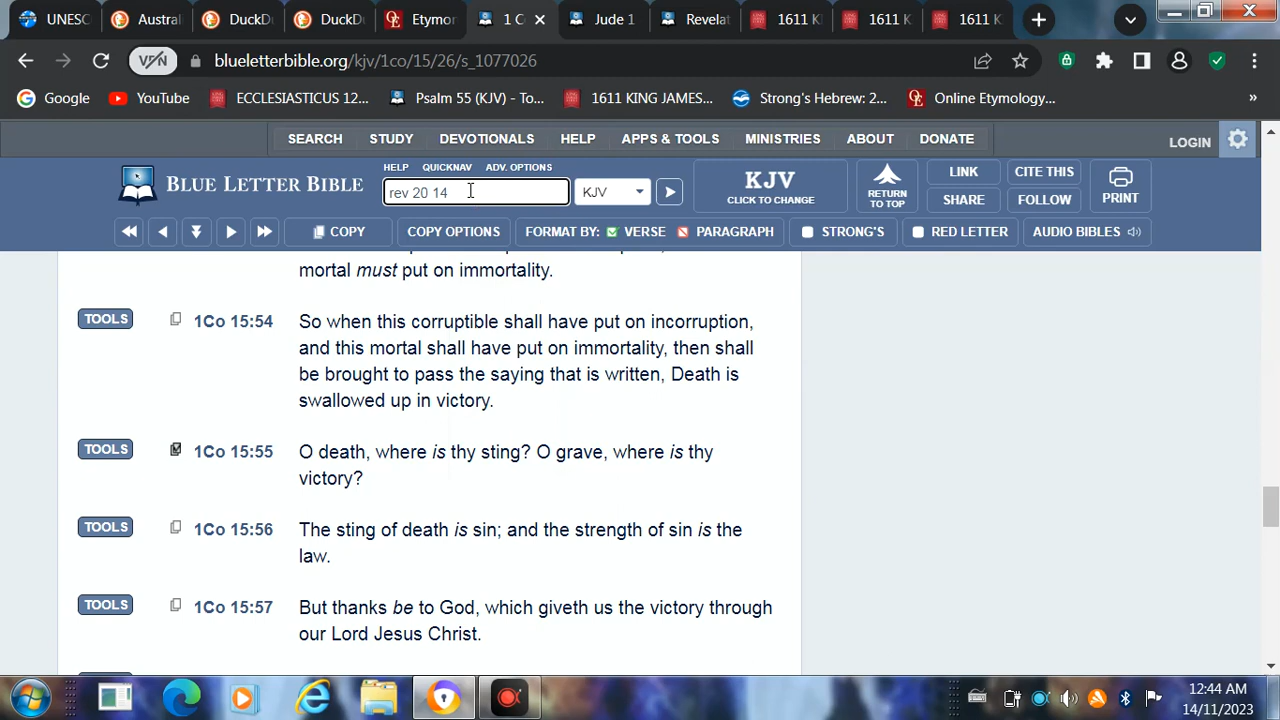 UNESC
Austral
DuckD
DuckD
Etymor
1 C
Jude 1
Revelat
1611 KI
1611 K
1611 K
VPN
blueletterbible.org/kjv/1co/15/26/s_1077026
Google
YouTube
ECCLESIASTICUS 12...
Psalm 55 (KJV) - To...
1611 KING JAMES...
Strong's Hebrew: 2...
Online Etymology...
»
SEARCH
STUDY
DEVOTIONALS
HELP
APPS & TOOLS
MINISTRIES
ABOUT
DONATE
LOGIN
HELP
QUICKNAV
ADV. OPTIONS
BLUE LETTER BIBLE
rev 20 14
KJV
KJV
CLICK TO CHANGE
RETURN
TO TOP
LINK
CITE THIS
SHARE
FOLLOW
PRINT
COPY
COPY OPTIONS
FORMAT BY:
VERSE
PARAGRAPH
STRONG'S
RED LETTER
AUDIO BIBLES
mortal must put on immortality.
TOOLS
1Co 15:54
So when this corruptible shall have put on incorruption,
and this mortal shall have put on immortality, then shall
be brought to pass the saying that is written, Death is
swallowed up in victory.
TOOLS
1Co 15:55
O death, where is thy sting? O grave, where is thy
victory?
TOOLS
1Co 15:56
The sting of death is sin; and the strength of sin is the
law.
TOOLS
1Co 15:57
But thanks be to God, which giveth us the victory through
our Lord Jesus Christ.
12:44 AM
14/11/2023